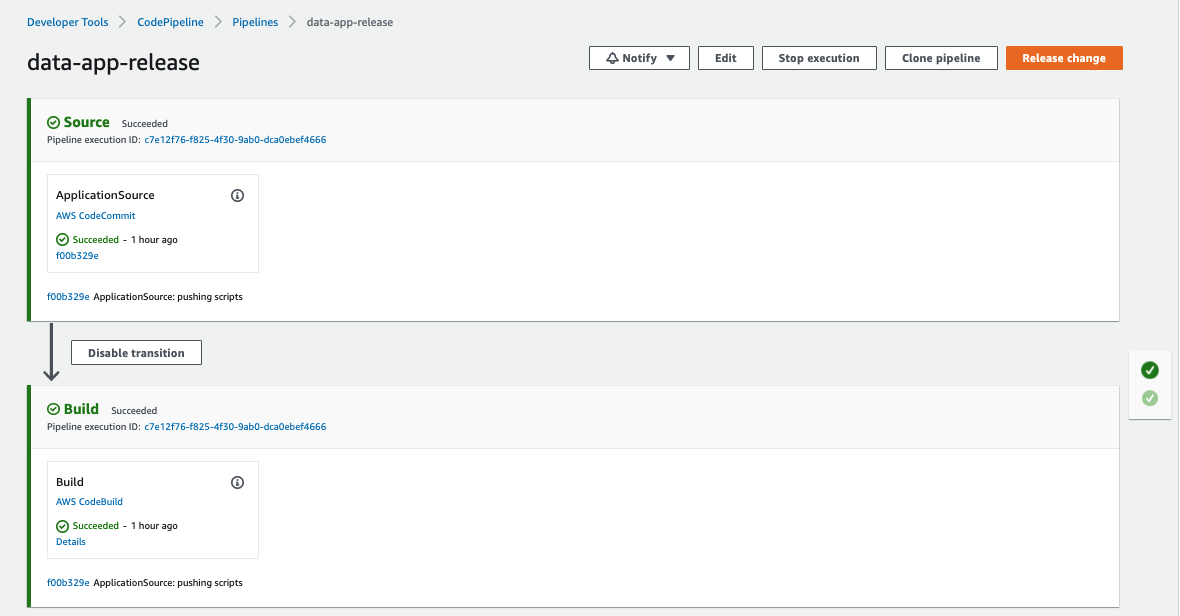 Developer Tools > CodePipeline > Pipelines > data-app-release
data-app-release
Notify Edit Stop execution Clone pipeline Release change
Source Succeeded
Pipeline execution ID: c7e12f76-f825-4f30-9ab0-dca0ebef4666
ApplicationSource
AWS CodeCommit
Succeeded - 1 hour ago
f00b329e
f00b329e ApplicationSource: pushing scripts
Disable transition
Build Succeeded
Pipeline execution ID: c7e12f76-f825-4f30-9ab0-dca0ebef4666
Build
AWS CodeBuild
Succeeded - 1 hour ago
Details
f00b329e ApplicationSource: pushing scripts